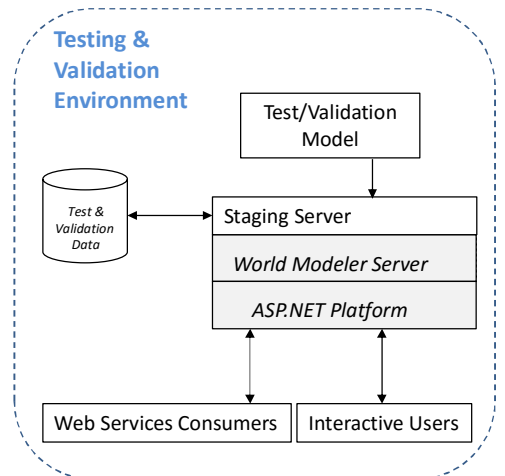 Testing &
Validation
Environment
Test/Validation
Model
Test &
Validation
Data
Staging Server
World Modeler Server
ASP.NET Platform
Web Services Consumers
Interactive Users